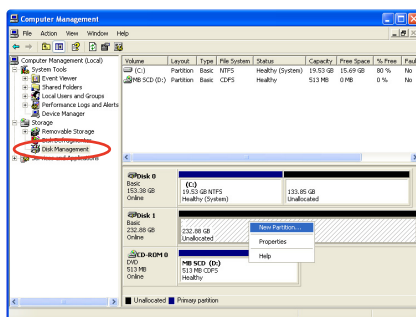 Computer Management
File Action View Window Help
Computer Management (Local)
System Tools
Event Viewer
Shared Folders
Local Users and Groups
Performance Logs and Alerts
Device Manager
Storage
Removable Storage
Disk Defragmenter
Disk Management
Services and Applications
Volume Layout Type File System Status Capacity Free Space % Free Faul
(C:) Partition Basic NTFS Healthy (System) 19.53 GB 15.69 GB 80 % No
MB SCD (D:) Partition Basic CDFS Healthy 513 MB 0 MB 0 % No
Disk 0
Basic
153.38 GB
Online
(C:)
19.53 GB NTFS
Healthy (System)
133.85 GB
Unallocated
Disk 1
Basic
232.88 GB
Online
232.88 GB
Unallocated
New Partition...
Properties
Help
CD-ROM 0
DVD
513 MB
Online
MB SCD (D:)
513 MB CDFS
Healthy
Unallocated Primary partition